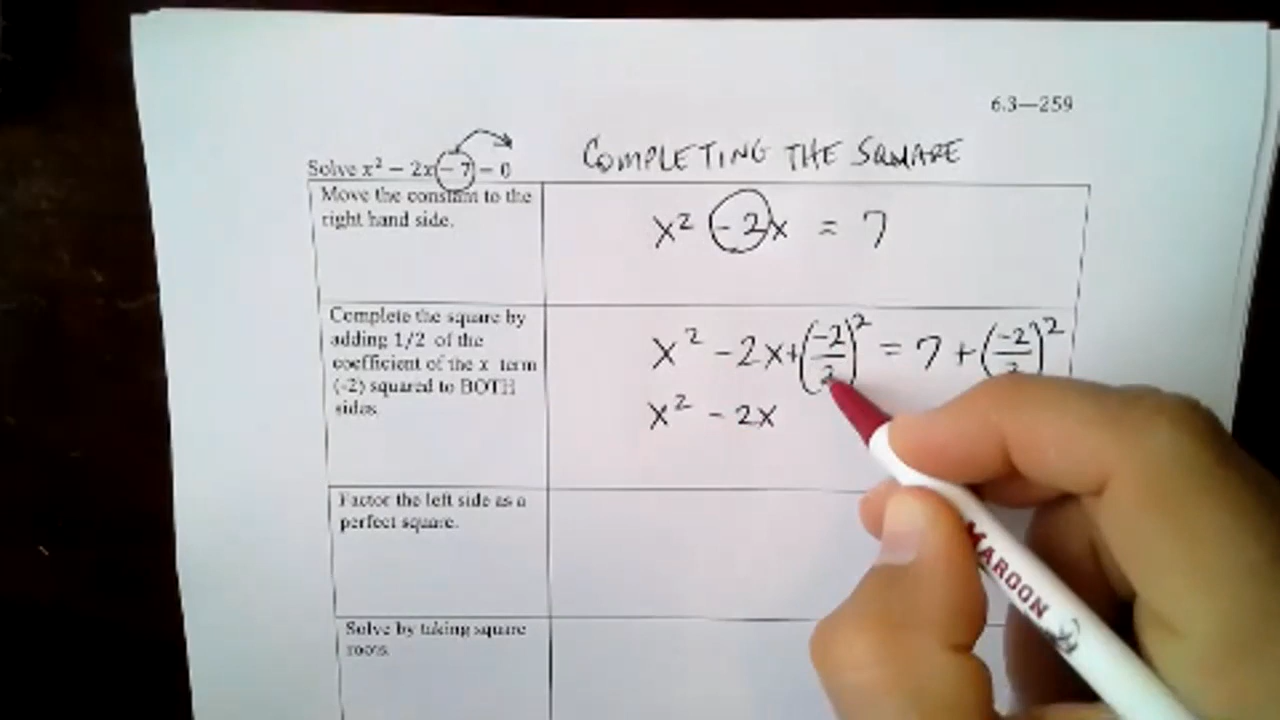 6.3—259
COMPLETING THE SQUARE
Solve x² − 2x − 7 = 0
Move the constant to the
right hand side.
x² − 2x = 7
Complete the square by
adding 1/2 of the
coefficient of the x term
(-2) squared to BOTH
sides.
x² − 2x + (-2/2)² = 7 + (-2/2)²
x² − 2x
Factor the left side as a
perfect square.
Solve by taking square
roots.
MAROON